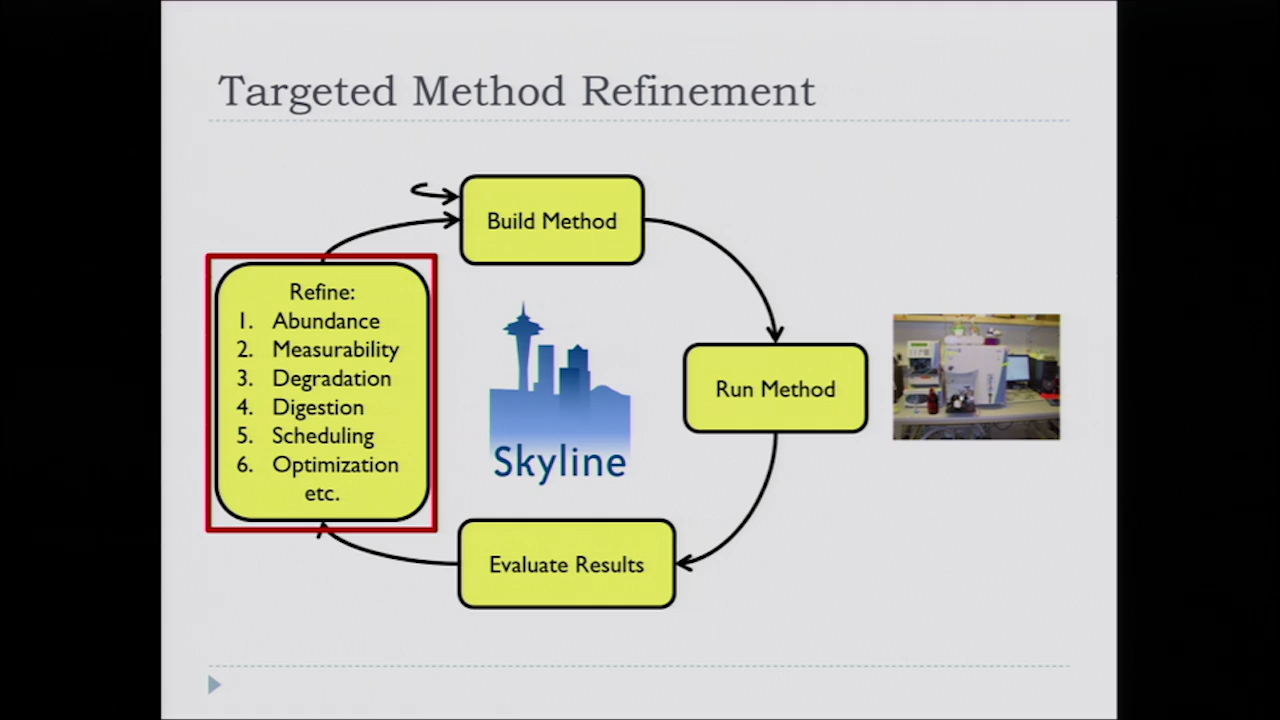 Targeted Method Refinement
Build Method
Refine:
1. Abundance
2. Measurability
3. Degradation
4. Digestion
5. Scheduling
6. Optimization
etc.
Skyline
Run Method
Evaluate Results